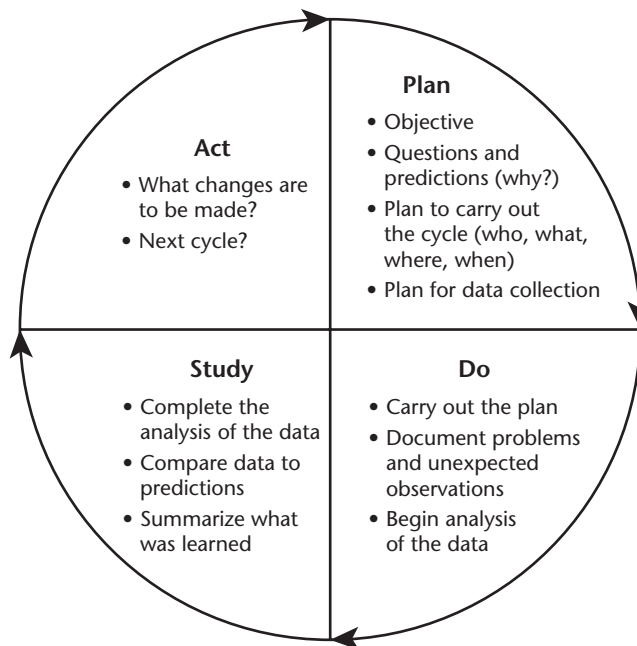 Plan
• Objective
• Questions and
predictions (why?)
• Plan to carry out
the cycle (who, what,
where, when)
• Plan for data collection
Do
• Carry out the plan
• Document problems
and unexpected
observations
• Begin analysis
of the data
Study
• Complete the
analysis of the data
• Compare data to
predictions
• Summarize what
was learned
Act
• What changes are
to be made?
• Next cycle?